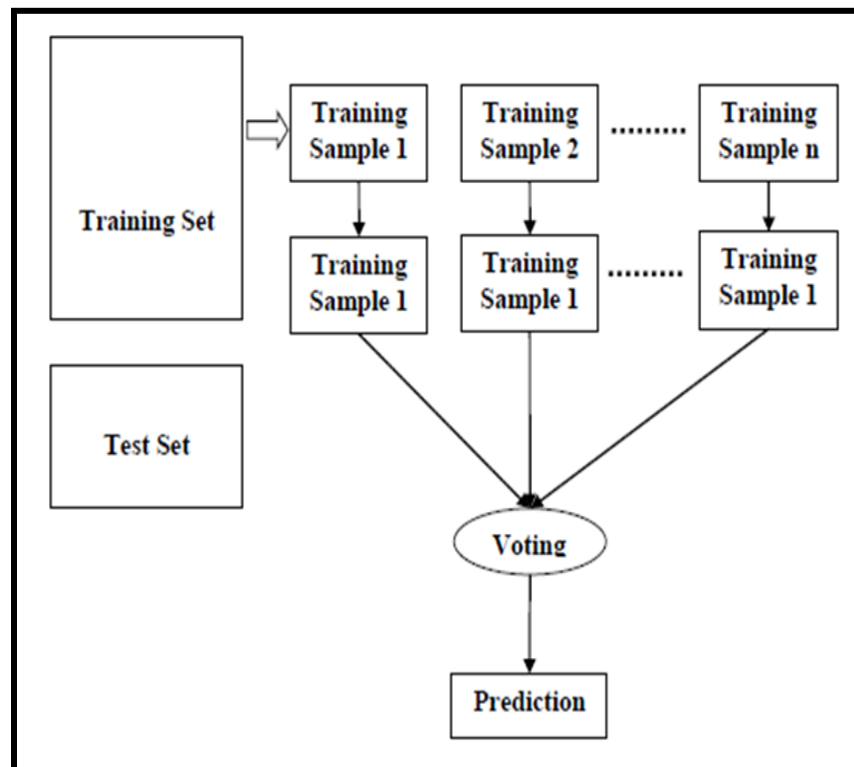 Training Set
Training
Sample 1
Training
Sample 2
Training
Sample n
Training
Sample 1
Training
Sample 1
Training
Sample 1
Test Set
Voting
Prediction